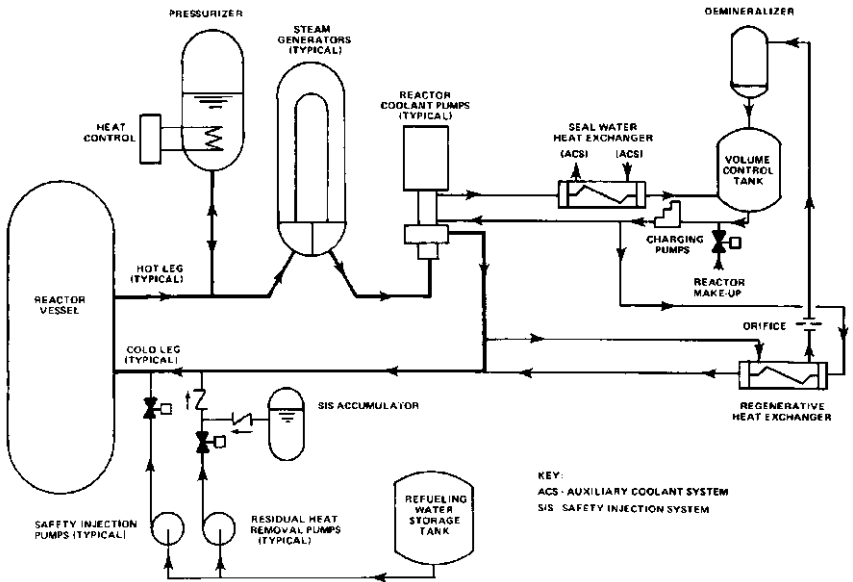 PRESSURIZER
STEAM
GENERATORS
(TYPICAL)
DEMINERALIZER
HEAT
CONTROL
REACTOR
COOLANT PUMPS
(TYPICAL)
SEAL WATER
HEAT EXCHANGER
(ACS)
(ACS)
VOLUME
CONTROL
TANK
CHARGING
PUMPS
REACTOR
MAKE-UP
HOT LEG
(TYPICAL)
REACTOR
VESSEL
ORIFICE
COLD LEG
(TYPICAL)
REGENERATIVE
HEAT EXCHANGER
SIS ACCUMULATOR
KEY:
ACS - AUXILIARY COOLANT SYSTEM
SIS - SAFETY INJECTION SYSTEM
REFUELING
WATER
STORAGE
TANK
SAFETY INJECTION
PUMPS (TYPICAL)
RESIDUAL HEAT
REMOVAL PUMPS
(TYPICAL)